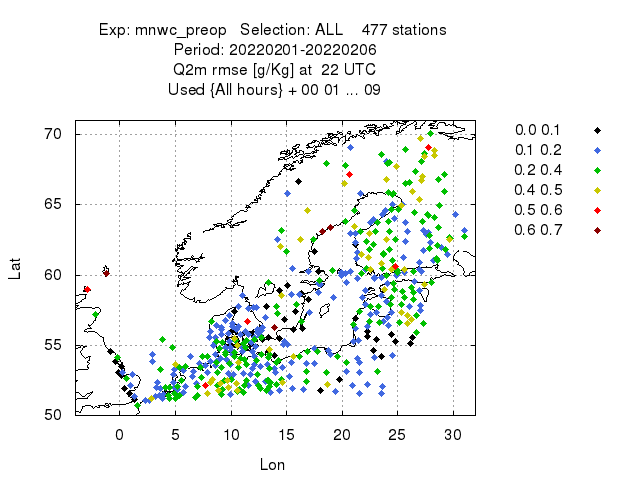 Exp: mnwc_preop Selection: ALL 477 stations
Period: 20220201-20220206
Q2m rmse [g/Kg] at 22 UTC
Used {All hours} + 00 01 ... 09
70
65
60
55
50
Lat
0 5 10 15 20 25 30
Lon
0.0 0.1
0.1 0.2
0.2 0.4
0.4 0.5
0.5 0.6
0.6 0.7